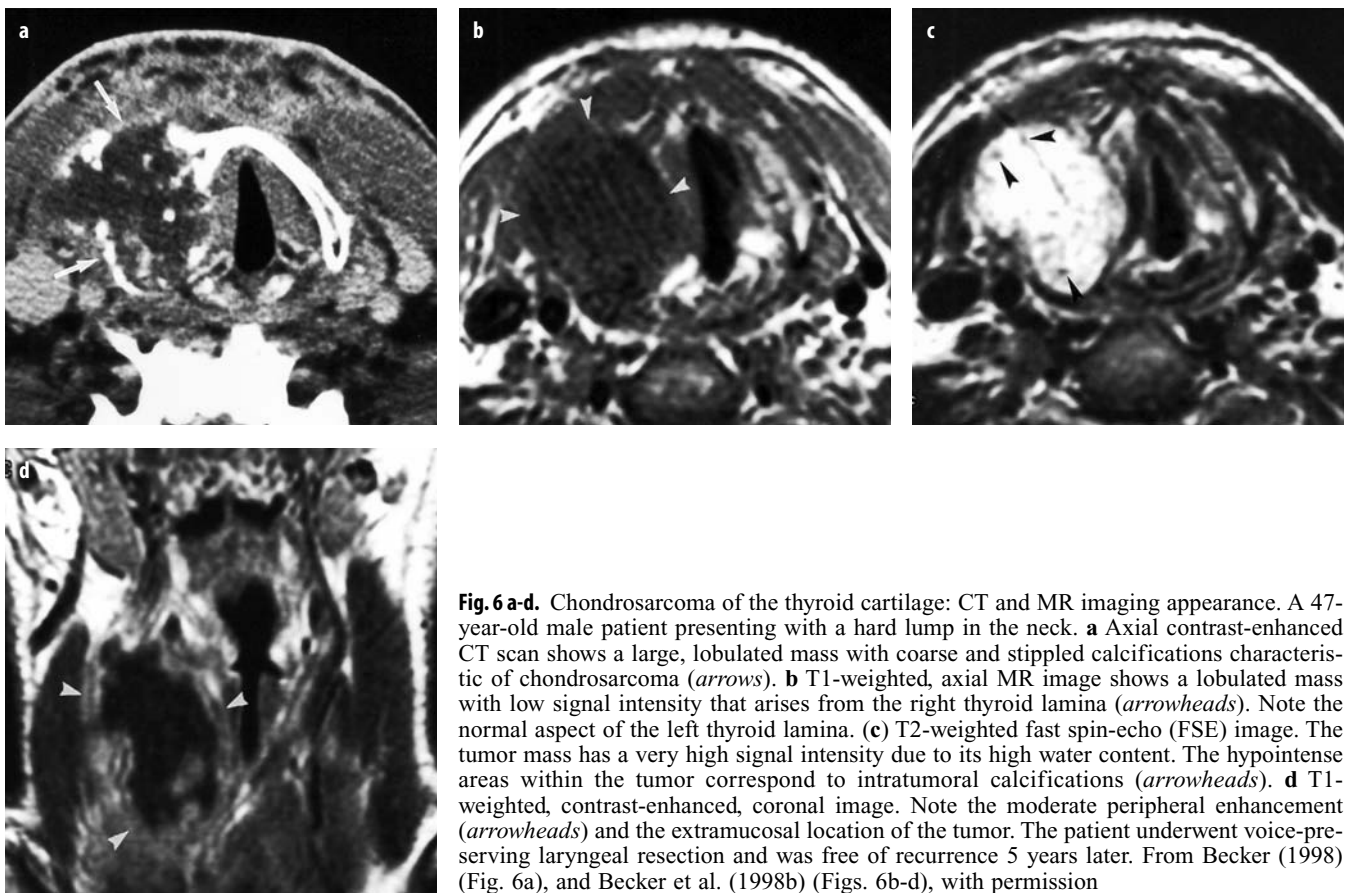 a
b
c
d
Fig. 6 a-d. Chondrosarcoma of the thyroid cartilage: CT and MR imaging appearance. A 47-
year-old male patient presenting with a hard lump in the neck. a Axial contrast-enhanced
CT scan shows a large, lobulated mass with coarse and stippled calcifications characteris-
tic of chondrosarcoma (arrows). b T1-weighted, axial MR image shows a lobulated mass
with low signal intensity that arises from the right thyroid lamina (arrowheads). Note the
normal aspect of the left thyroid lamina. (c) T2-weighted fast spin-echo (FSE) image. The
tumor mass has a very high signal intensity due to its high water content. The hypointense
areas within the tumor correspond to intratumoral calcifications (arrowheads). d T1-
weighted, contrast-enhanced, coronal image. Note the moderate peripheral enhancement
(arrowheads) and the extramucosal location of the tumor. The patient underwent voice-pre-
serving laryngeal resection and was free of recurrence 5 years later. From Becker (1998)
(Fig. 6a), and Becker et al. (1998b) (Figs. 6b-d), with permission